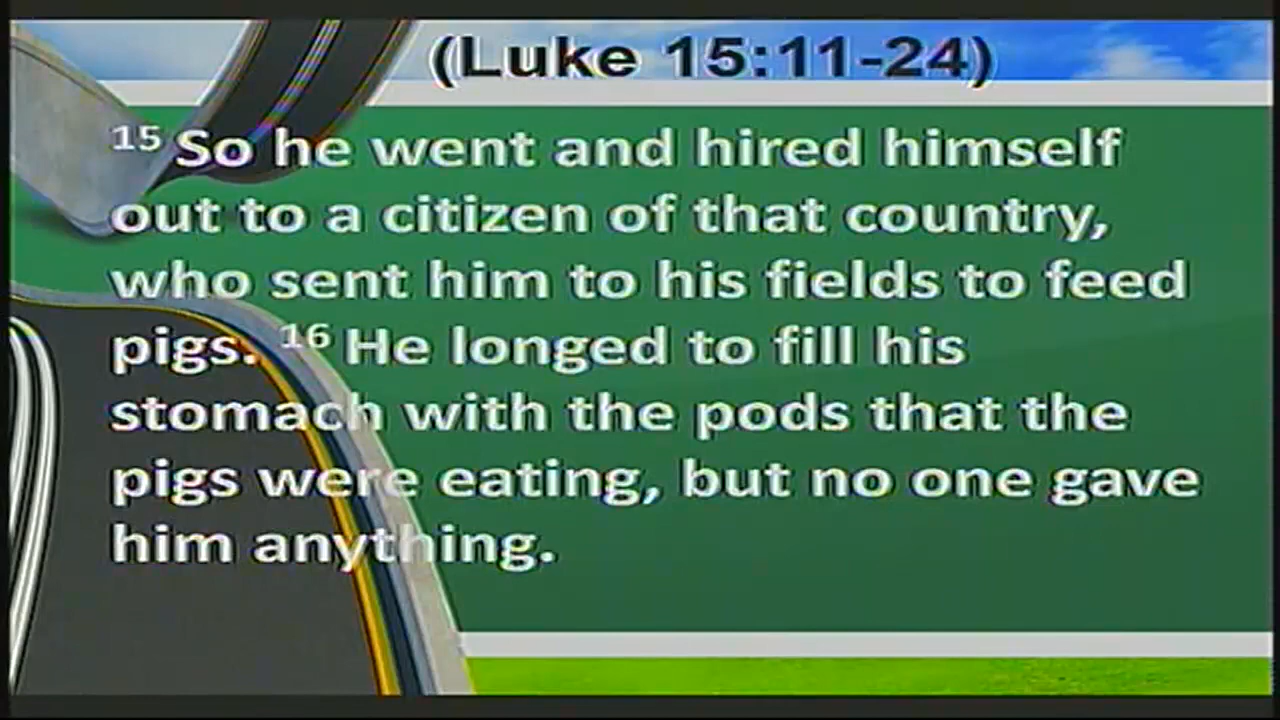 (Luke 15:11-24)
15 So he went and hired himself
out to a citizen of that country,
who sent him to his fields to feed
pigs. 16 He longed to fill his
stomach with the pods that the
pigs were eating, but no one gave
him anything.